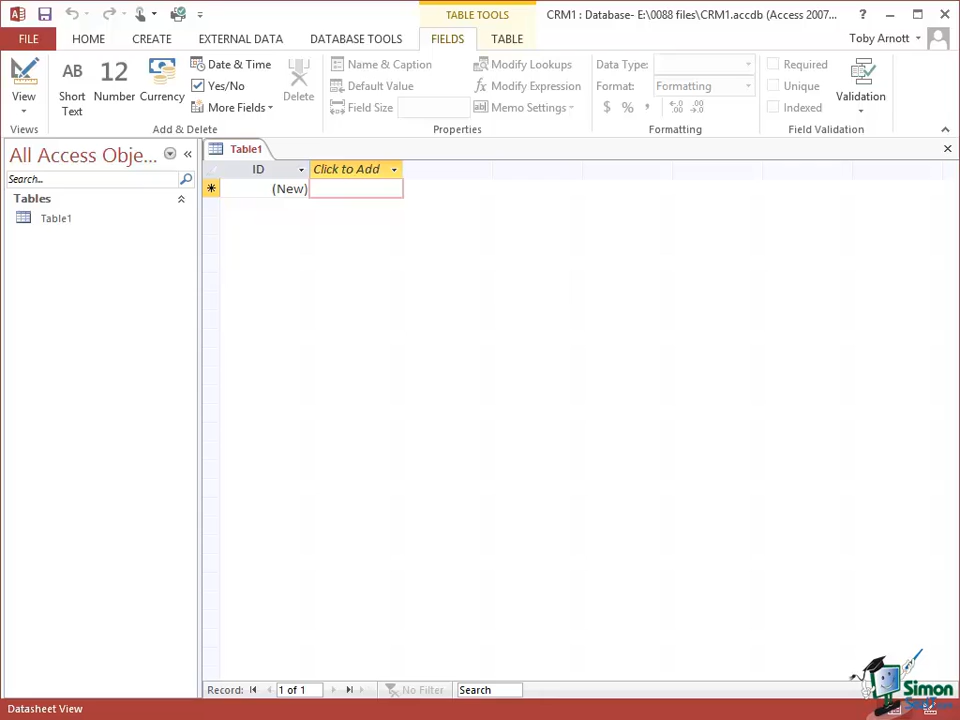 TABLE TOOLS
CRM1 : Database- E:\0088 files\CRM1.accdb (Access 2007...
?
FILE
HOME
CREATE
EXTERNAL DATA
DATABASE TOOLS
FIELDS
TABLE
Toby Arnott
View
AB
Short
Text
12
Number
Currency
Date & Time
Yes/No
More Fields
Delete
Name & Caption
Default Value
Field Size
Modify Lookups
fx Modify Expression
ab Memo Settings
Data Type:
Format:
Formatting
$ % ,
Required
Unique
Indexed
Validation
Views
Add & Delete
Properties
Formatting
Field Validation
All Access Obje...
Search...
Tables
Table1
Table1
ID
Click to Add
(New)
Record:
1 of 1
No Filter
Search
Datasheet View
Simon